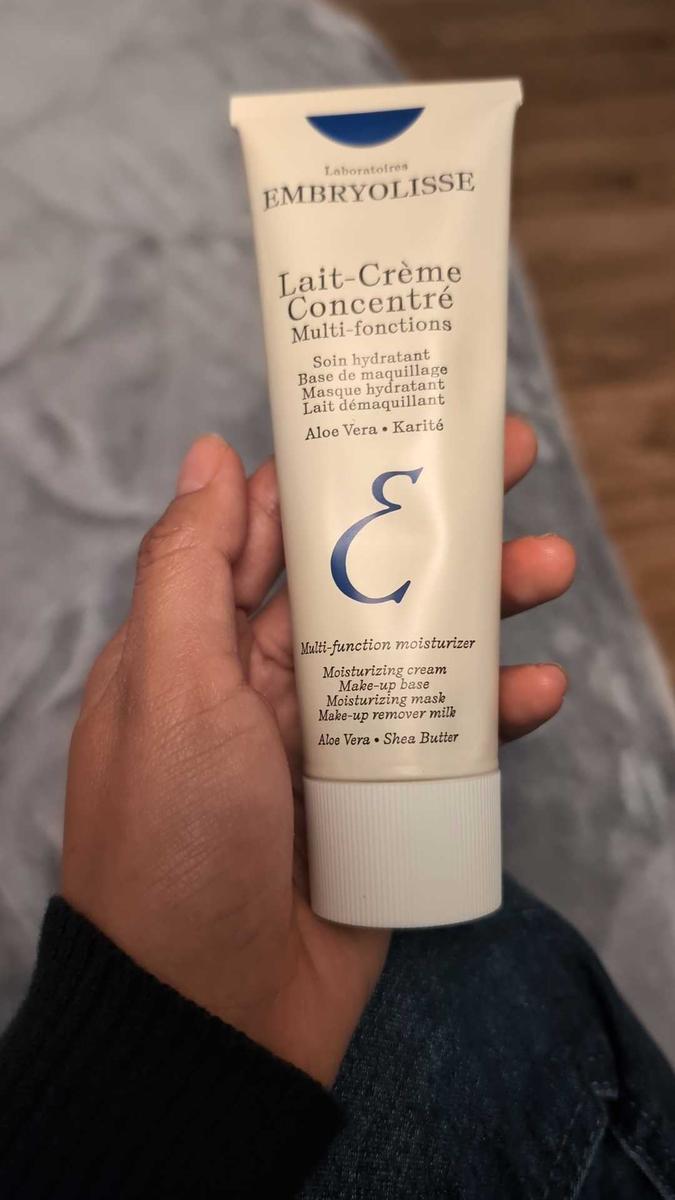 Laboratoires
EMBRYOLISSE
Lait-Crème
Concentré
Multi-fonctions
Soin hydratant
Base de maquillage
Masque hydratant
Lait démaquillant
Aloe Vera • Karité
Ɛ
Multi-function moisturizer
Moisturizing cream
Make-up base
Moisturizing mask
Make-up remover milk
Aloe Vera • Shea Butter